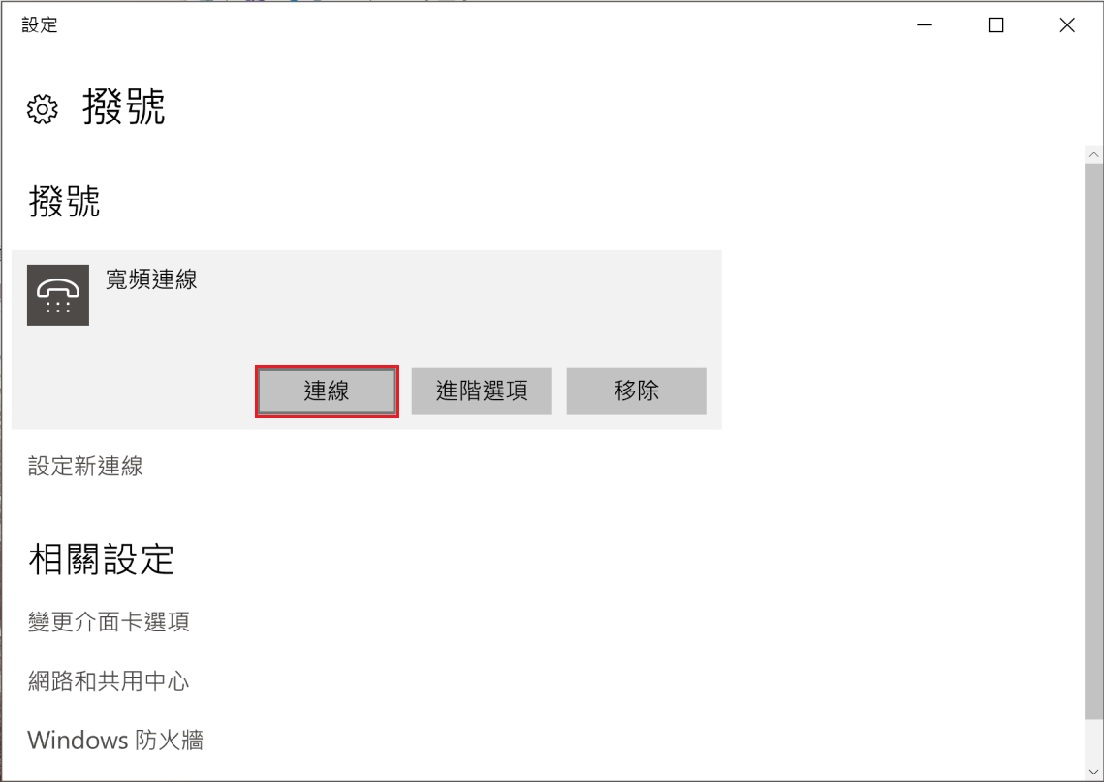 設定
撥號
撥號
寬頻連線
連線 進階選項 移除
設定新連線
相關設定
變更介面卡選項
網路和共用中心
Windows 防火牆